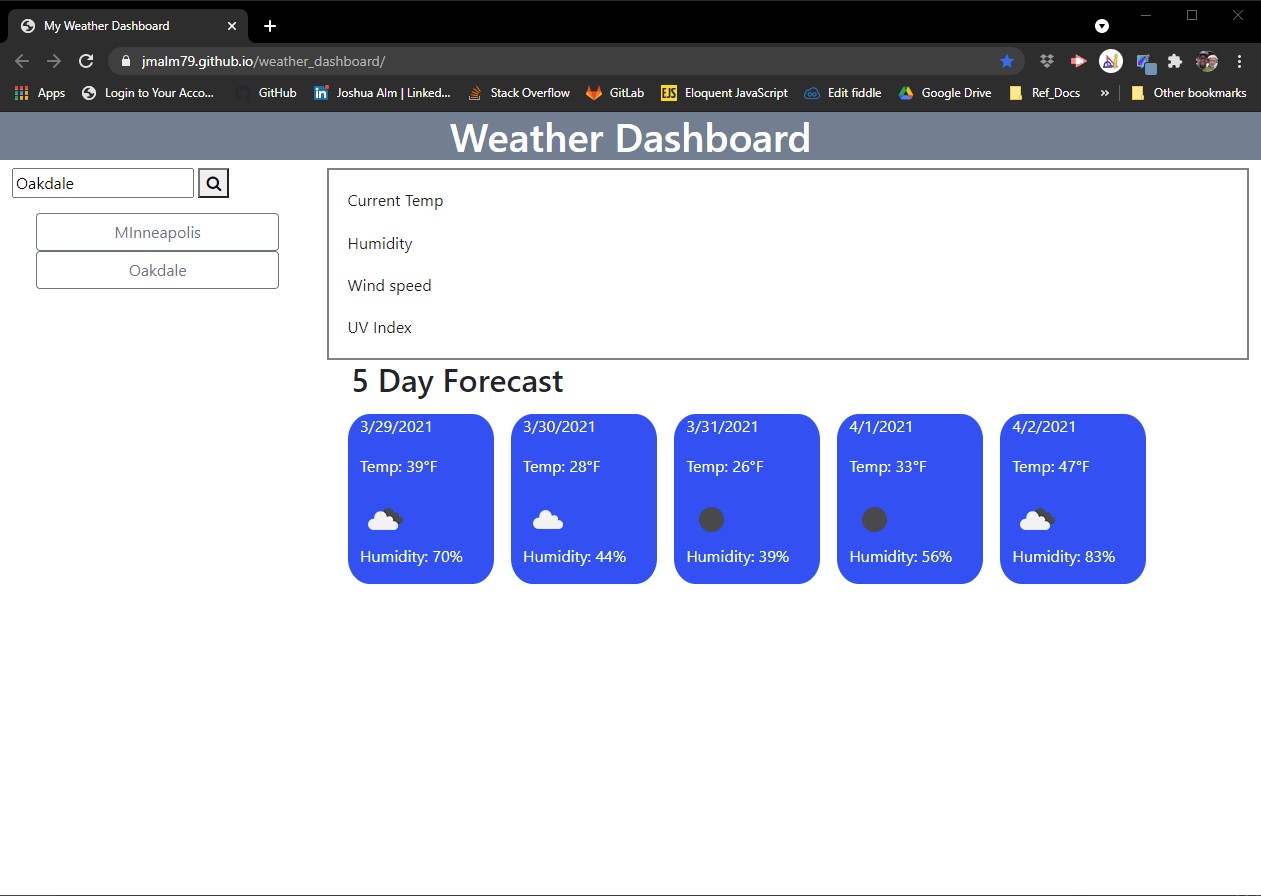 My Weather Dashboard
jmalm79.github.io/weather_dashboard/
Apps Login to Your Acco... GitHub Joshua Alm | Linked... Stack Overflow GitLab EJS Eloquent JavaScript Edit fiddle Google Drive Ref_Docs » Other bookmarks
Weather Dashboard
Oakdale
MInneapolis
Oakdale
Current Temp
Humidity
Wind speed
UV Index
5 Day Forecast
3/29/2021 3/30/2021 3/31/2021 4/1/2021 4/2/2021
Temp: 39°F Temp: 28°F Temp: 26°F Temp: 33°F Temp: 47°F
Humidity: 70% Humidity: 44% Humidity: 39% Humidity: 56% Humidity: 83%